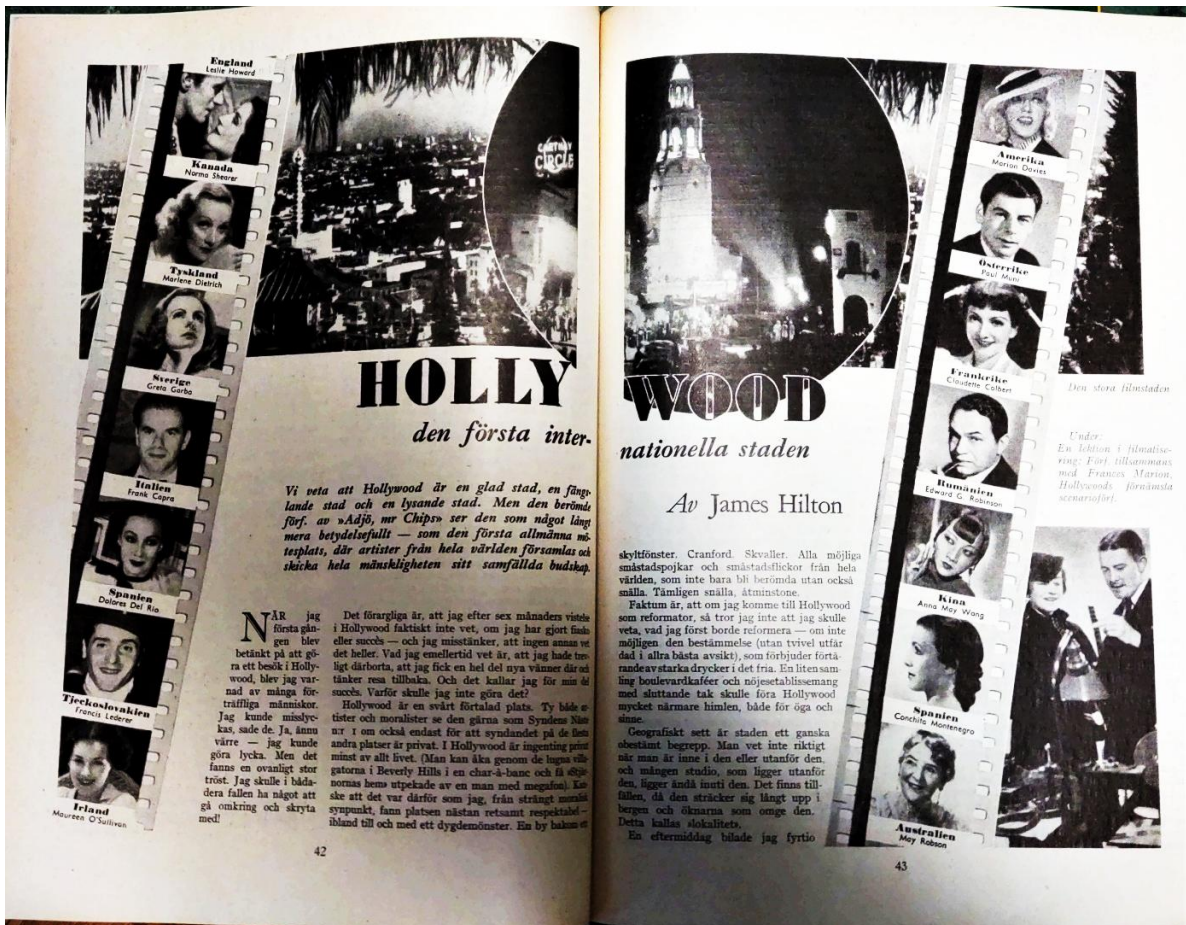 England
Leslie Howard
Kanada
Norma Shearer
Tyskland
Marlene Dietrich
Sverige
Greta Garbo
Italien
Frank Capra
Spanien
Dolores Del Rio
Tjeckoslovakien
Francis Lederer
Irland
Maureen O'Sullivan
CARTHAY
CIRCLE
HOLLY
den första inter-
Vi veta att Hollywood är en glad stad, en fängs-
lande stad och en lysande stad. Men den berömde
förf. av »Adjö, mr Chips» ser den som något långt
mera betydelsefullt — som den första allmänna mö-
tesplats, där artister från hela världen församlas och
skicka hela mänskligheten sitt samfällda budskap.
NÄR jag
första gån-
gen blev
betänkt på att gö-
ra ett besök i Holly-
wood, blev jag var-
nad av många för-
träffliga människor.
Jag kunde misslyc-
kas, sade de. Ja, ännu
värre — jag kunde
göra lycka. Men det
fanns en ovanligt stor
tröst. Jag skulle i båda-
dera fallen ha något att
gå omkring och skryta
med!
Det förargliga är, att jag efter sex månaders vistelse
i Hollywood faktiskt inte vet, om jag har gjort fiasko
eller succès — och jag misstänker, att ingen annan vet
det heller. Vad jag emellertid vet är, att jag hade trev-
ligt därborta, att jag fick en hel del nya vänner där och
tänker resa tillbaka. Och det kallar jag för min del
succès. Varför skulle jag inte göra det?
Hollywood är en svårt förtalad plats. Ty både ar-
tister och moralister se den gärna som Syndens Näste
om också endast för att syndandet på de flesta
andra platser är privat. I Hollywood är ingenting privat
minst av allt livet. (Man kan åka genom de lugna
gatorna i Beverly Hills i en char-à-banc och få
nornas hem utpekade av en man med megafon). Kan-
ske att det var därför som jag, från strängt moralisk
synpunkt, fann platsen nästan retsamt respektabel —
ibland till och med ett dygdemönster. En by bakom ett
42
WOOD
nationella staden
Av James Hilton
skyltfönster. Cranford. Skvaller. Alla möjliga
småstadspojkar och småstadsflickor från hela
världen, som inte bara bli berömda utan också
snälla. Tämligen snälla, åtminstone.
Faktum är, att om jag komme till Hollywood
som reformator, så tror jag inte att jag skulle
veta, vad jag först borde reformera — om inte
möjligen den bestämmelse (utan tvivel utfär
dad i allra bästa avsikt), som förbjuder förtä-
randeav starka drycker i det fria. En liten sam-
ling boulevardkaféer och nöjesetablissemang
med sluttande tak skulle föra Hollywood
mycket närmare himlen, både för öga och
sinne.
Geografiskt sett är staden ett ganska
obestämt begrepp. Man vet inte riktigt
när man är inne i den eller utanför den,
och mången studio, som ligger utanför
den, ligger ändå inuti den. Det finns till-
fällen, då den sträcker sig långt upp i
bergen och öknarna som omge den.
Detta kallas »lokalitet».
En eftermiddag bilade jag fyrtio
43
Amerika
Marion Davies
Österrike
Paul Muni
Frankrike
Claudette Colbert
Rumänien
Edward G. Robinson
Kina
Anna May Wong
Spanien
Conchita Montenegro
Australien
May Robson
Den stora filmstaden
Under:
En lektion i filmatise-
ring: Förf. tillsammans
med Frances Marion,
Hollywoods förnämsta
scenarioförf.